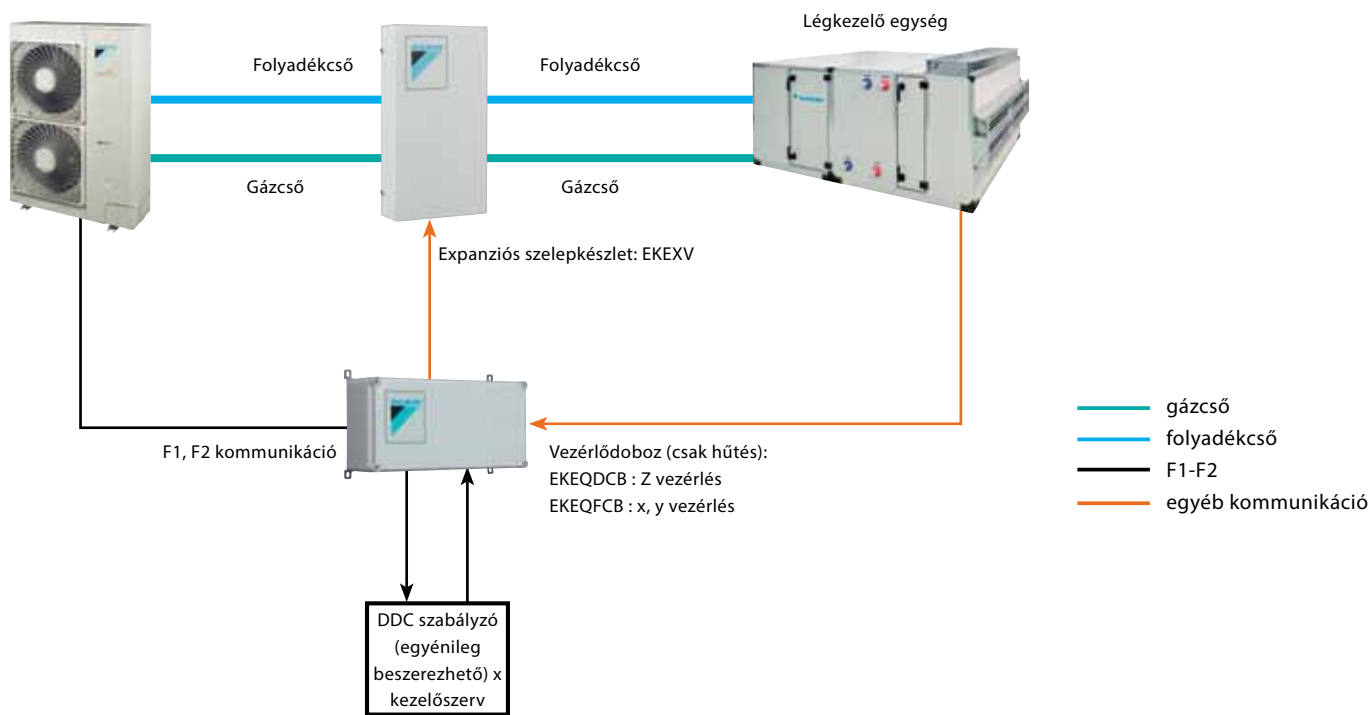 Légkezelő egység
Folyadékcső
Folyadékcső
Gázcső
Gázcső
Expanziós szelepkészlet: EKEXV
F1, F2 kommunikáció
Vezérlődoboz (csak hűtés):
EKEQDCB : Z vezérlés
EKEQFCB : x, y vezérlés
gázcső
folyadékcső
F1-F2
egyéb kommunikáció
DDC szabályzó
(egyénileg
beszerezhető) x
kezelőszerv